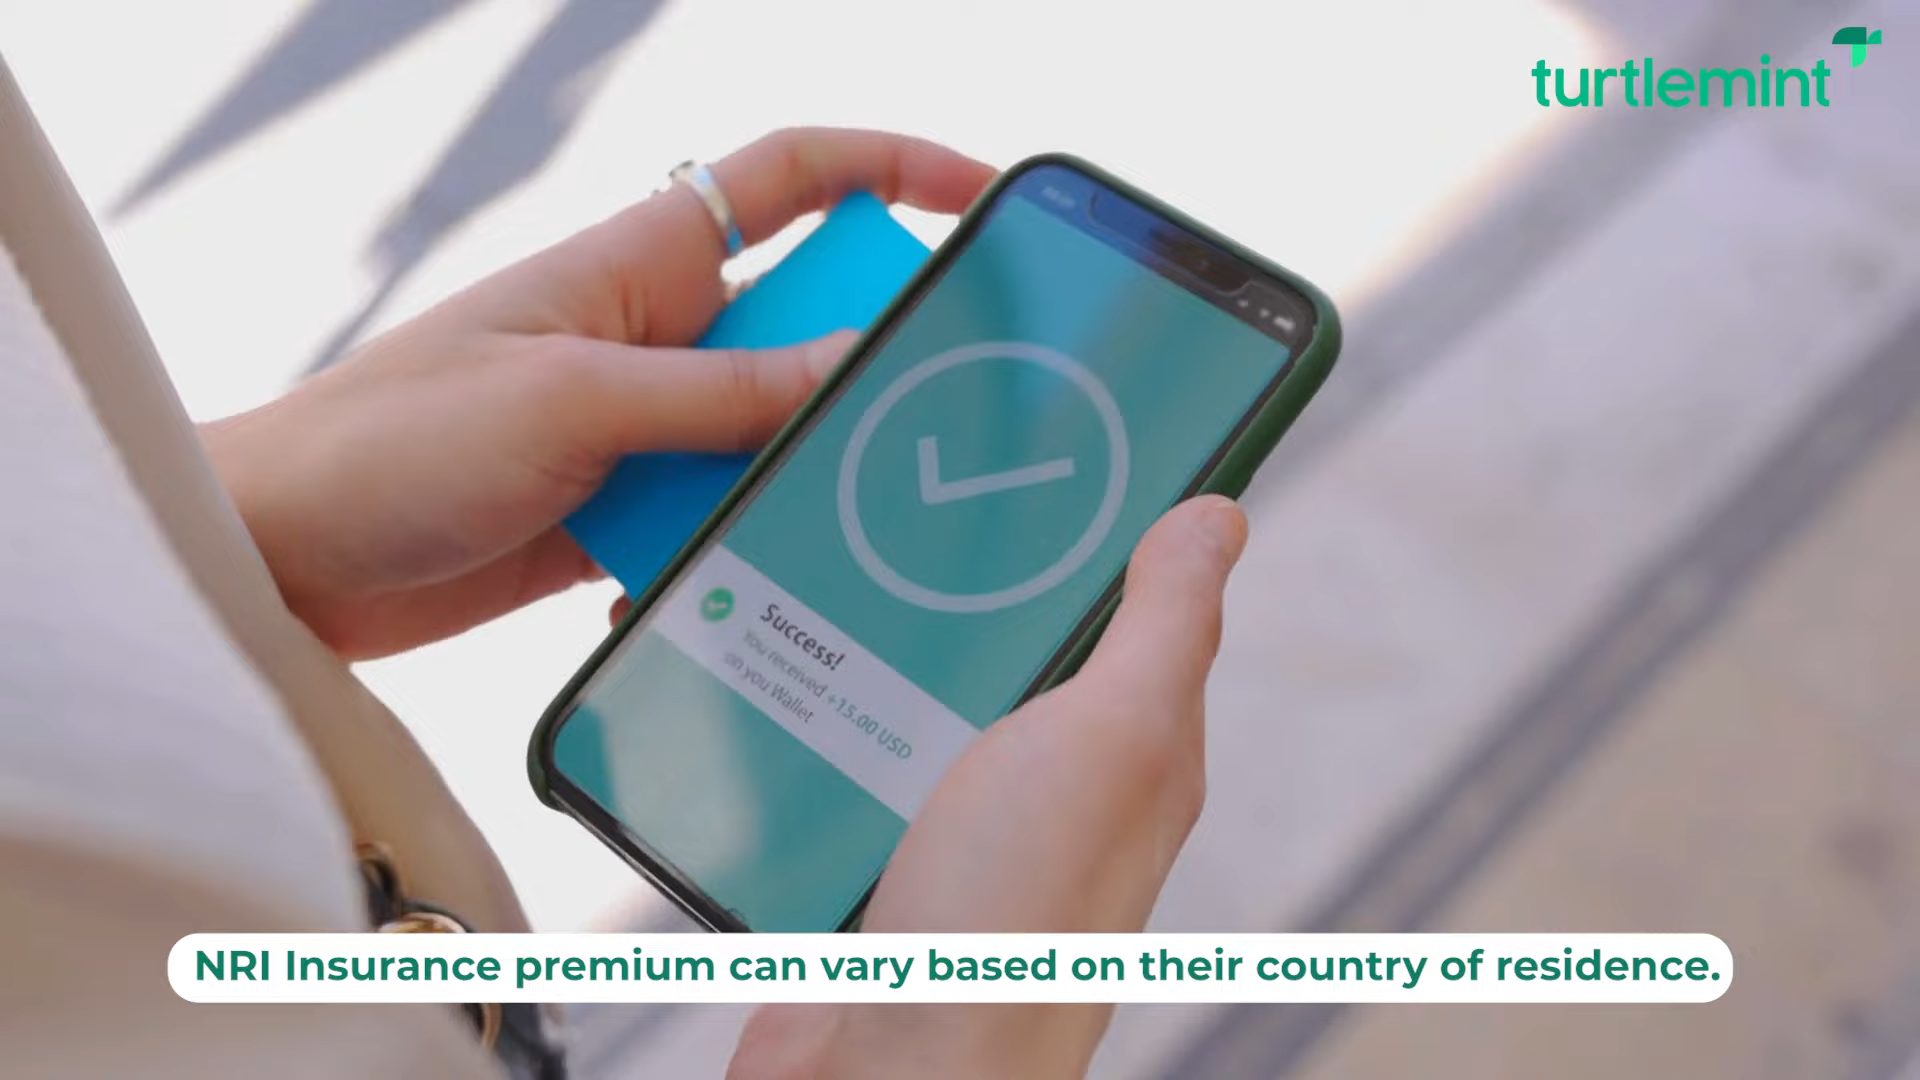 turtlemint
Success!
You received +15.00 USD
on you Wallet
NRI Insurance premium can vary based on their country of residence.